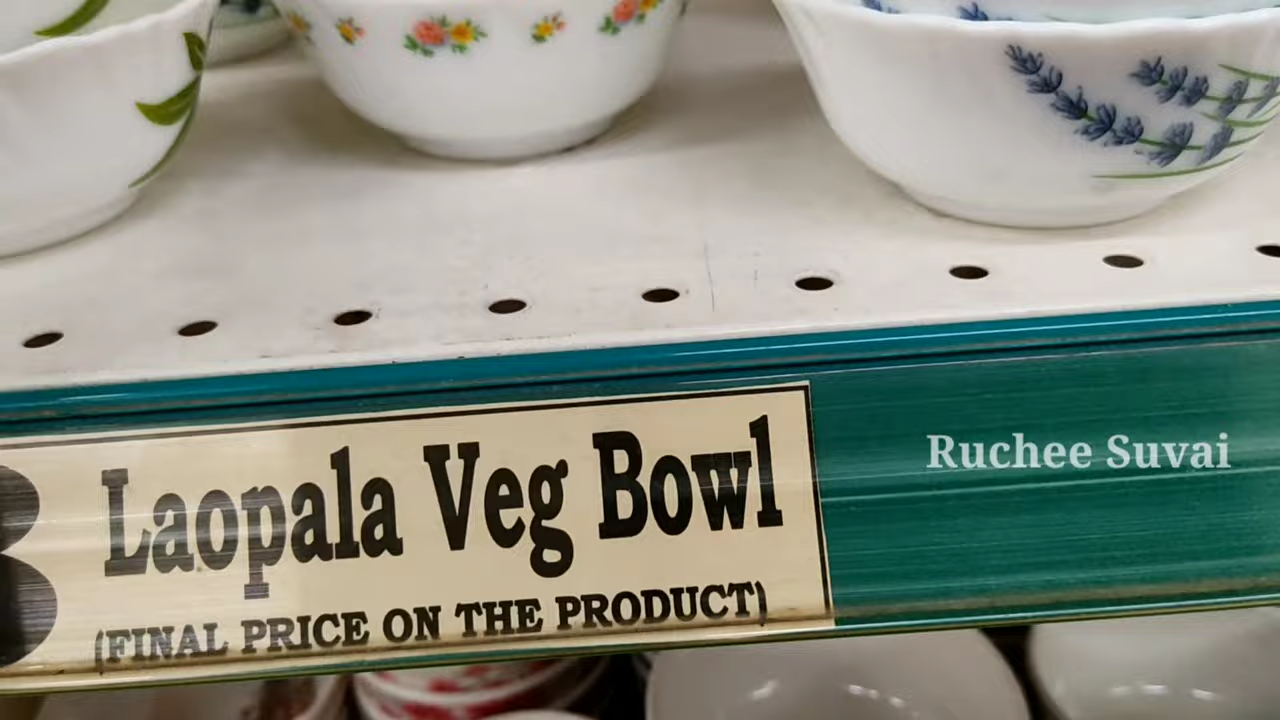 Ruchee Suvai
Laopala Veg Bowl
(FINAL PRICE ON THE PRODUCT)